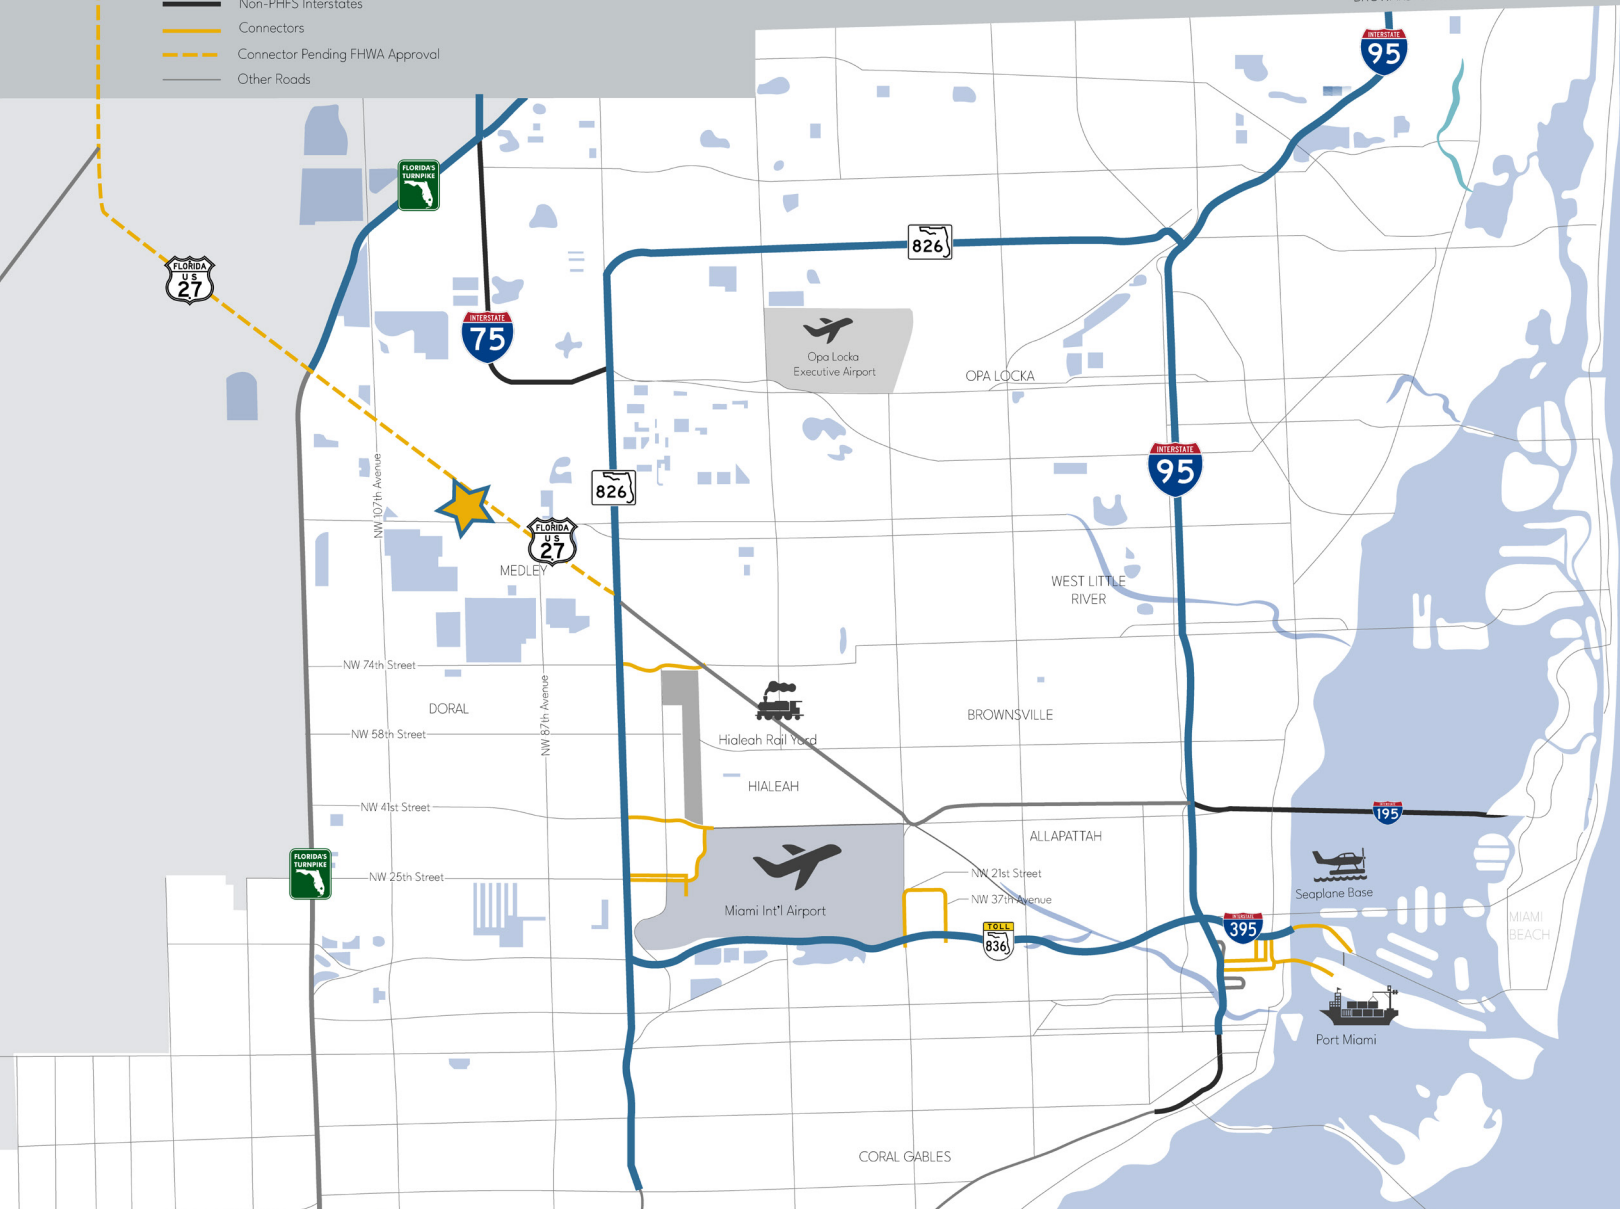 Non-PHFS Interstates
Connectors
Connector Pending FHWA Approval
Other Roads
INTERSTATE
95
FLORIDA'S
TURNPIKE
826
FLORIDA
US
27
INTERSTATE
75
Opa Locka
Executive Airport
OPA LOCKA
INTERSTATE
95
NW 107th Avenue
826
FLORIDA
US
27
MEDLEY
WEST LITTLE
RIVER
NW 74th Street
DORAL
NW 87th Avenue
BROWNSVILLE
NW 58th Street
Hialeah Rail Yard
HIALEAH
NW 41st Street
195
ALLAPATTAH
FLORIDA'S
TURNPIKE
NW 25th Street
NW 21st Street
NW 37th Avenue
Seaplane Base
Miami Int'l Airport
MIAMI
BEACH
INTERSTATE
395
TOLL
836
Port Miami
CORAL GABLES